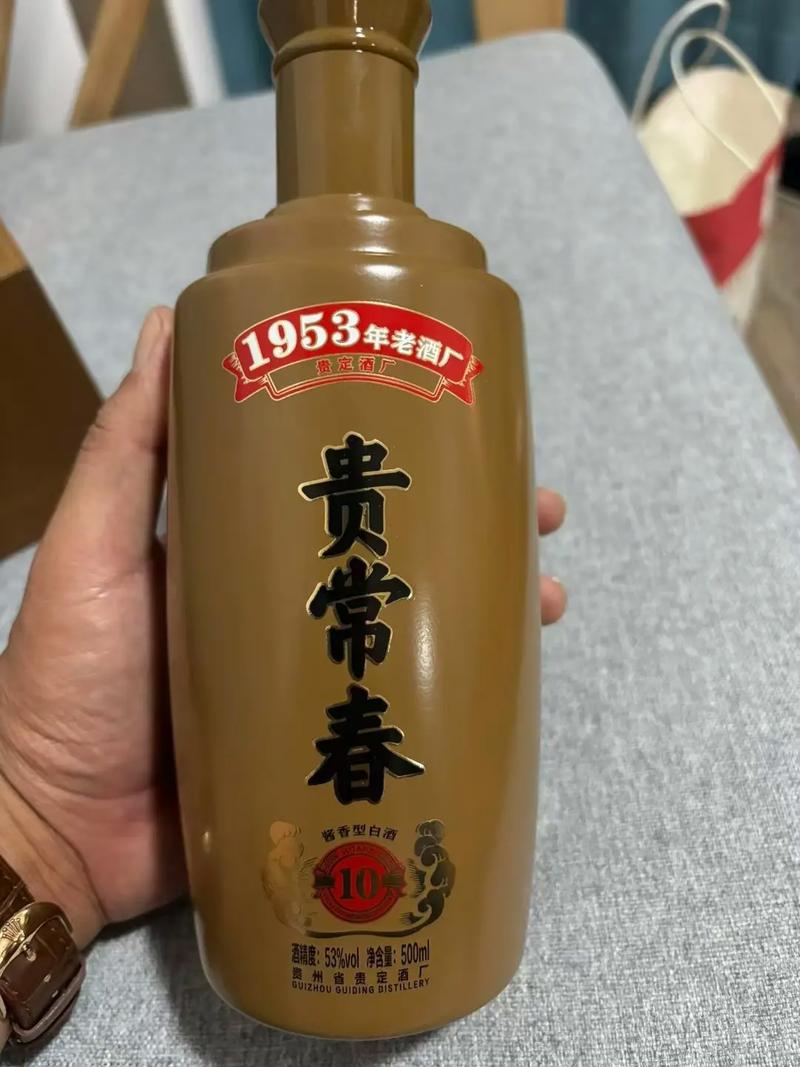 1953年老酒厂
贵定酒厂
贵常春
酱香型白酒
10
酒精度：53%vol 净含量：500ml
贵州省贵定酒厂
GUIZHOU GUIDING DISTILLERY